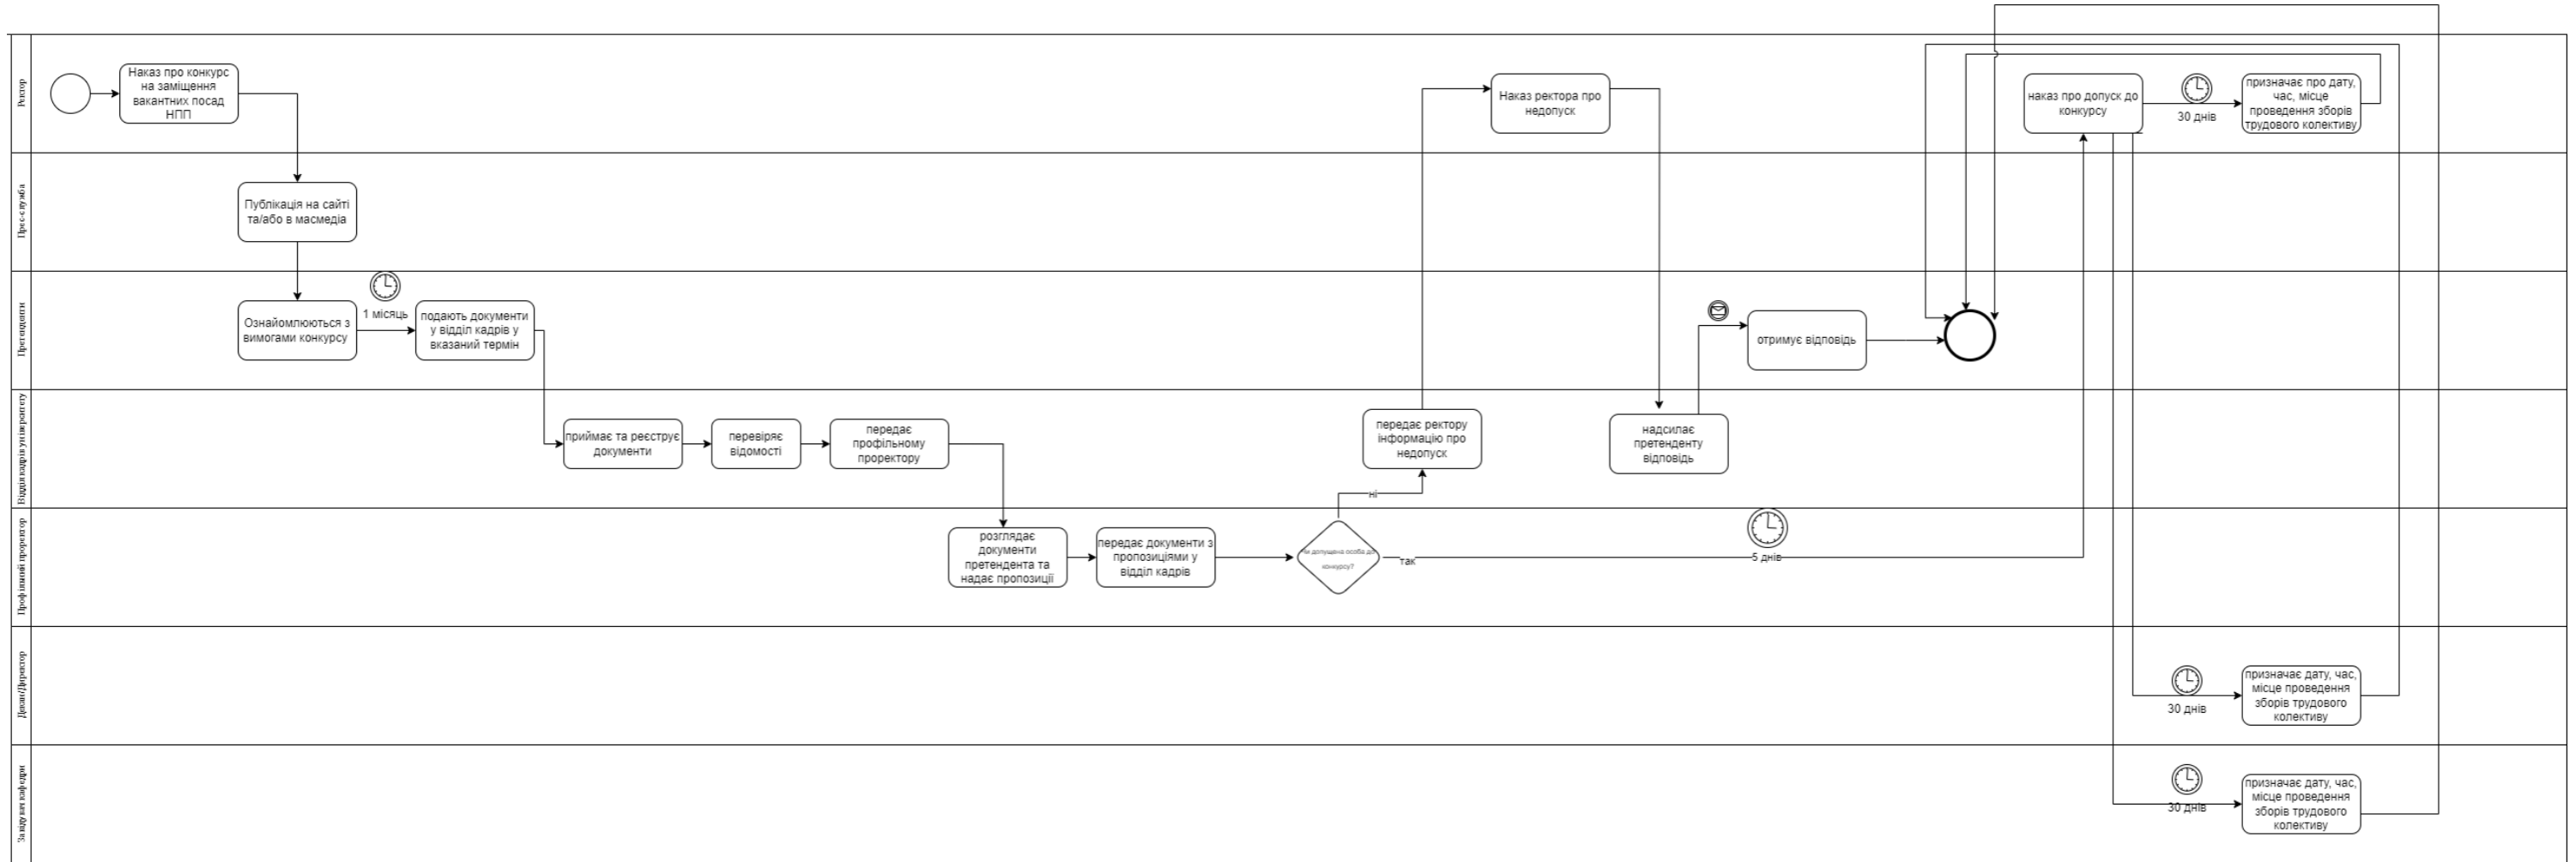 Ректор
Наказ про конкурс
на заміщення
вакантних посад
НПП
Наказ ректора про
недопуск
наказ про допуск до
конкурсу
30 днів
призначає про дату,
час, місце
проведення зборів
трудового колективу
Прес-служба
Публікація на сайті
та/або в масмедіа
Претенденти
Ознайомлюються з
вимогами конкурсу
1 місяць
подають документи
у відділ кадрів у
вказаний термін
отримує відповідь
Відділ кадрів університету
приймає та реєструє
документи
перевіряє
відомості
передає
профільному
проректору
передає ректору
інформацію про
недопуск
надсилає
претенденту
відповідь
ні
Профільний проректор
розглядає
документи
претендента та
надає пропозиції
передає документи з
пропозиціями у
відділ кадрів
Чи допущена особа до
конкурсу?
так
5 днів
Декан/Директор
30 днів
призначає дату, час,
місце проведення
зборів трудового
колективу
Завідувач кафедри
30 днів
призначає дату, час,
місце проведення
зборів трудового
колективу